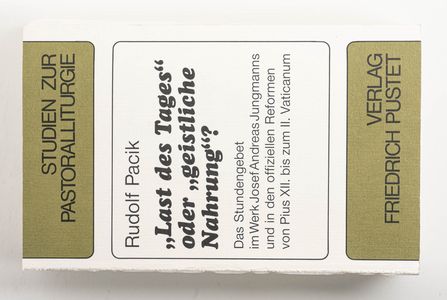 STUDIEN ZUR
PASTORALLITURGIE
Rudolf Pacik
„Last des Tages“
oder „geistliche
Nahrung“?
Das Stundengebet
im Werk Josef Andreas Jungmanns
und in den offiziellen Reformen
von Pius XII. bis zum II. Vaticanum
VERLAG
FRIEDRICH PUSTET